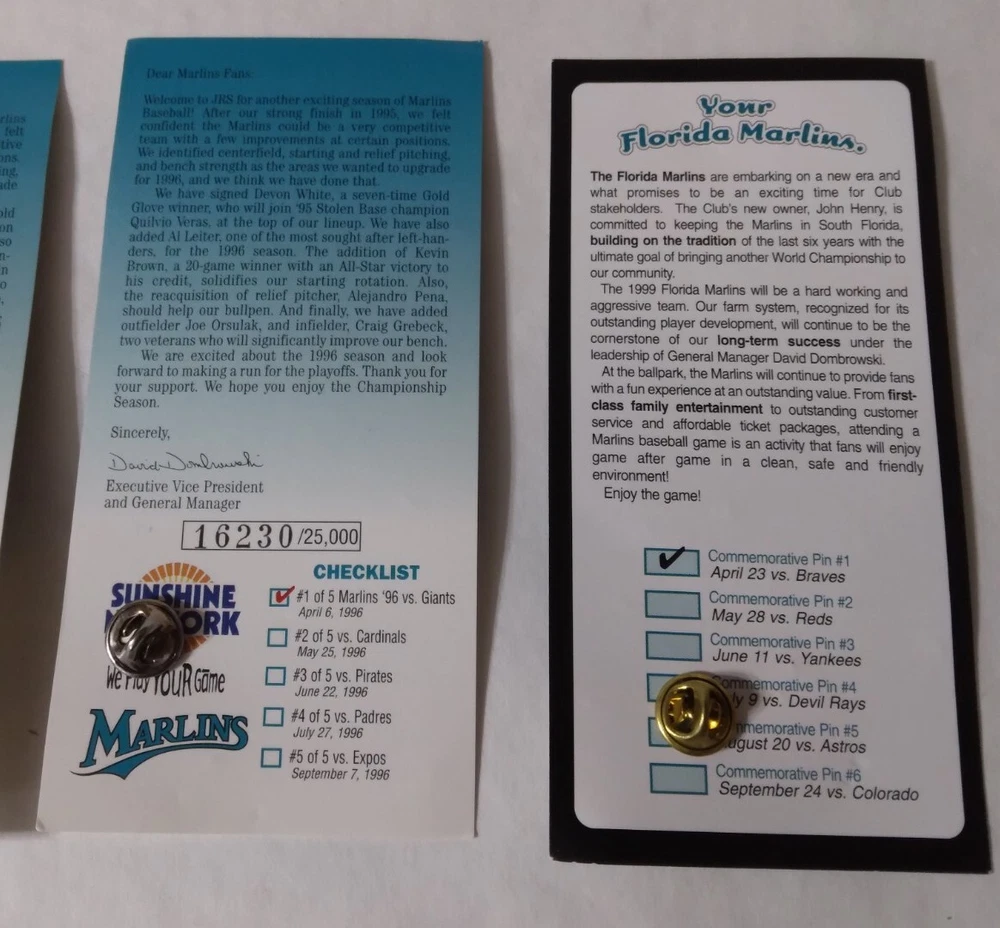 rlins
felt
tive
ons.
ing,
ade
old
on
so
n-
n
o
Dear Marlins Fans:
Welcome to JRS for another exciting season of Marlins
Baseball! After our strong finish in 1995, we felt
confident the Marlins could be a very competitive
team with a few improvements at certain positions.
We identified centerfield, starting and relief pitching,
and bench strength as the areas we wanted to upgrade
for 1996, and we think we have done that.
We have signed Devon White, a seven-time Gold
Glove winner, who will join '95 Stolen Base champion
Quilvio Veras, at the top of our lineup. We have also
added Al Leiter, one of the most sought after left-han-
ders, for the 1996 season. The addition of Kevin
Brown, a 20-game winner with an All-Star victory to
his credit, solidifies our starting rotation. Also,
the reacquisition of relief pitcher, Alejandro Pena,
should help our bullpen. And finally, we have added
outfielder Joe Orsulak, and infielder, Craig Grebeck,
two veterans who will significantly improve our bench.
We are excited about the 1996 season and look
forward to making a run for the playoffs. Thank you for
your support. We hope you enjoy the Championship
Season.
Sincerely,
David Dombrowski
Executive Vice President
and General Manager
16230/25,000
SUNSHINE
We Play YOUR Game
MARLINS
CHECKLIST
#1 of 5 Marlins '96 vs. Giants
April 6, 1996
#2 of 5 vs. Cardinals
May 25, 1996
#3 of 5 vs. Pirates
June 22, 1996
#4 of 5 vs. Padres
July 27, 1996
#5 of 5 vs. Expos
September 7, 1996
Your
Florida Marlins.
The Florida Marlins are embarking on a new era and
what promises to be an exciting time for Club
stakeholders. The Club's new owner, John Henry, is
committed to keeping the Marlins in South Florida,
building on the tradition of the last six years with the
ultimate goal of bringing another World Championship to
our community.
The 1999 Florida Marlins will be a hard working and
aggressive team. Our farm system, recognized for its
outstanding player development, will continue to be the
cornerstone of our long-term success under the
leadership of General Manager David Dombrowski.
At the ballpark, the Marlins will continue to provide fans
with a fun experience at an outstanding value. From first-
class family entertainment to outstanding customer
service and affordable ticket packages, attending a
Marlins baseball game is an activity that fans will enjoy
game after game in a clean, safe and friendly
environment!
Enjoy the game!
Commemorative Pin #1
April 23 vs. Braves
Commemorative Pin #2
May 28 vs. Reds
Commemorative Pin #3
June 11 vs. Yankees
Commemorative Pin #4
ly 9 vs. Devil Rays
mmemorative Pin #5
ugust 20 vs. Astros
Commemorative Pin #6
September 24 vs. Colorado